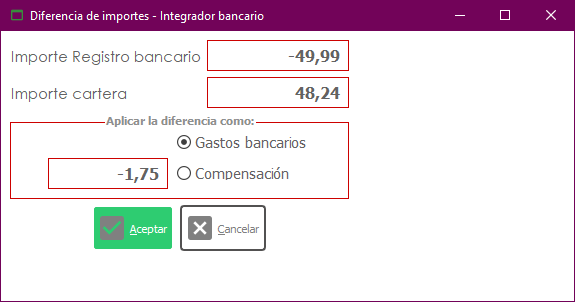 Diferencia de importes - Integrador bancario
Importe Registro bancario -49,99
Importe cartera 48,24
Aplicar la diferencia como:
Gastos bancarios
-1,75 Compensación
Aceptar Cancelar